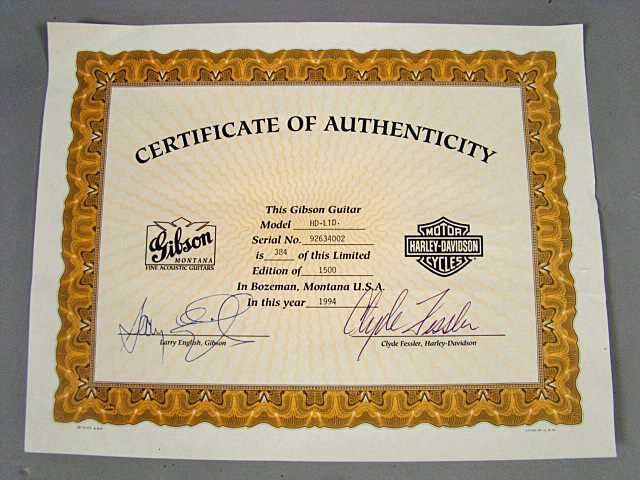 CERTIFICATE OF AUTHENTICITY
This Gibson Guitar
Model HD-LTD.
Serial No. 92634002
is 384 of this Limited
Edition of 1500
In Bozeman, Montana U.S.A.
In this year 1994
Gibson
MONTANA
FINE ACOUSTIC GUITARS
MOTOR
HARLEY-DAVIDSON
CYCLES
Larry English, Gibson
Clyde Fessler
Clyde Fessler, Harley-Davidson